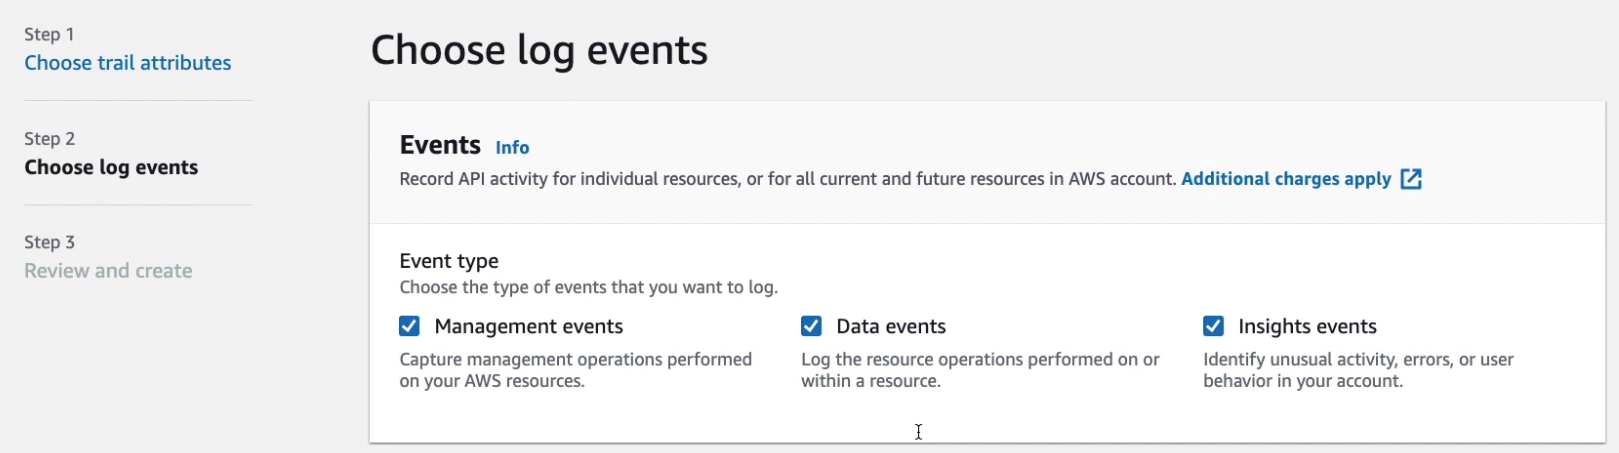 Step 1
Choose trail attributes
Step 2
Choose log events
Step 3
Review and create
Choose log events
Events Info
Record API activity for individual resources, or for all current and future resources in AWS account. Additional charges apply
Event type
Choose the type of events that you want to log.
Management events
Capture management operations performed
on your AWS resources.
Data events
Log the resource operations performed on or
within a resource.
Insights events
Identify unusual activity, errors, or user
behavior in your account.